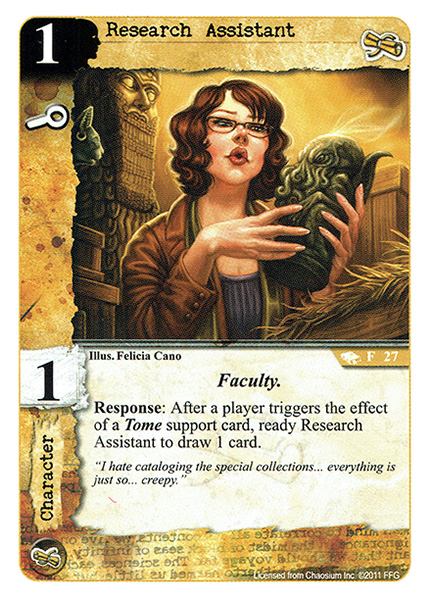 1
Research Assistant
Illus. Felicia Cano
F 27
1
Character
Faculty.
Response: After a player triggers the effect
of a Tome support card, ready Research
Assistant to draw 1 card.
"I hate cataloging the special collections... everything is
just so... creepy."
Licensed from Chaosium Inc. ©2011 FFG